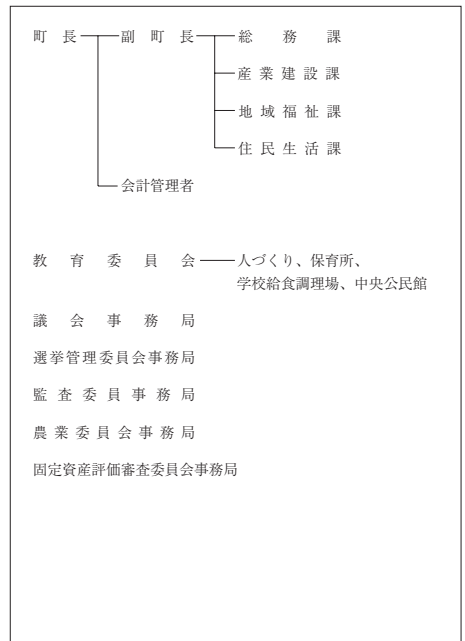 町長 副町長 総務課
産業建設課
地域福祉課
住民生活課
会計管理者
教育委員会 人づくり、保育所、
学校給食調理場、中央公民館
議会事務局
選挙管理委員会事務局
監査委員事務局
農業委員会事務局
固定資産評価審査委員会事務局